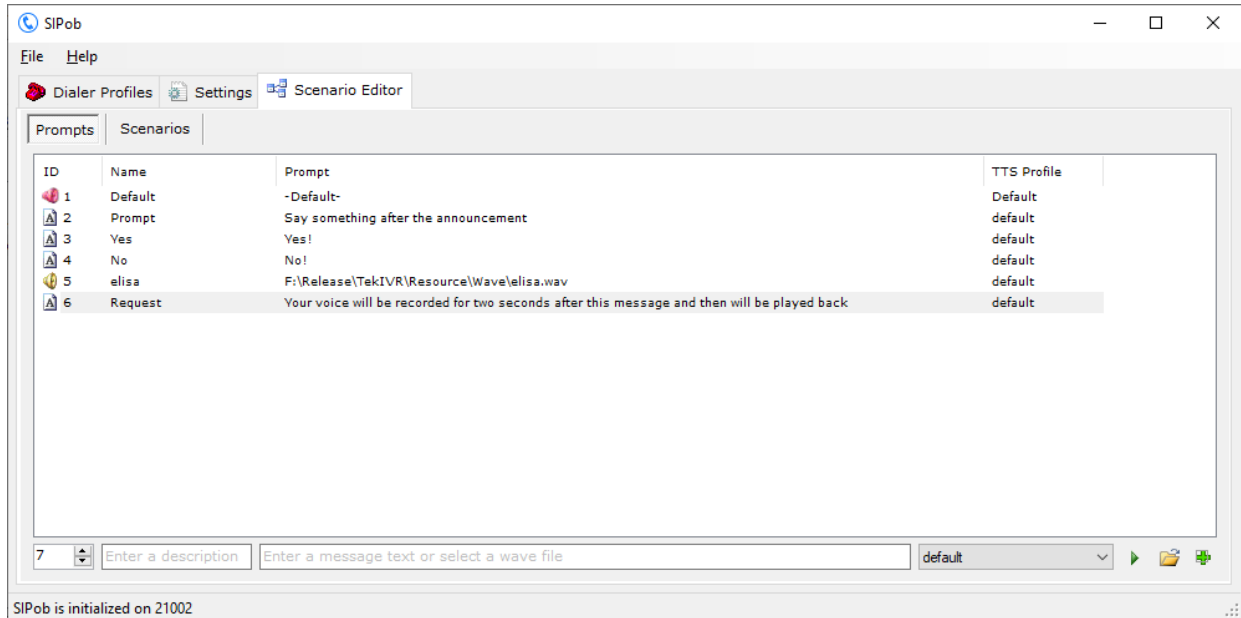 SIPob
File Help
Dialer Profiles Settings Scenario Editor
Prompts Scenarios
ID Name Prompt TTS Profile
1 Default -Default- Default
2 Prompt Say something after the announcement default
3 Yes Yes! default
4 No No! default
5 elisa F:\Release\TekIVR\Resource\Wave\elisa.wav default
6 Request Your voice will be recorded for two seconds after this message and then will be played back default
7 Enter a description Enter a message text or select a wave file default
SIPob is initialized on 21002